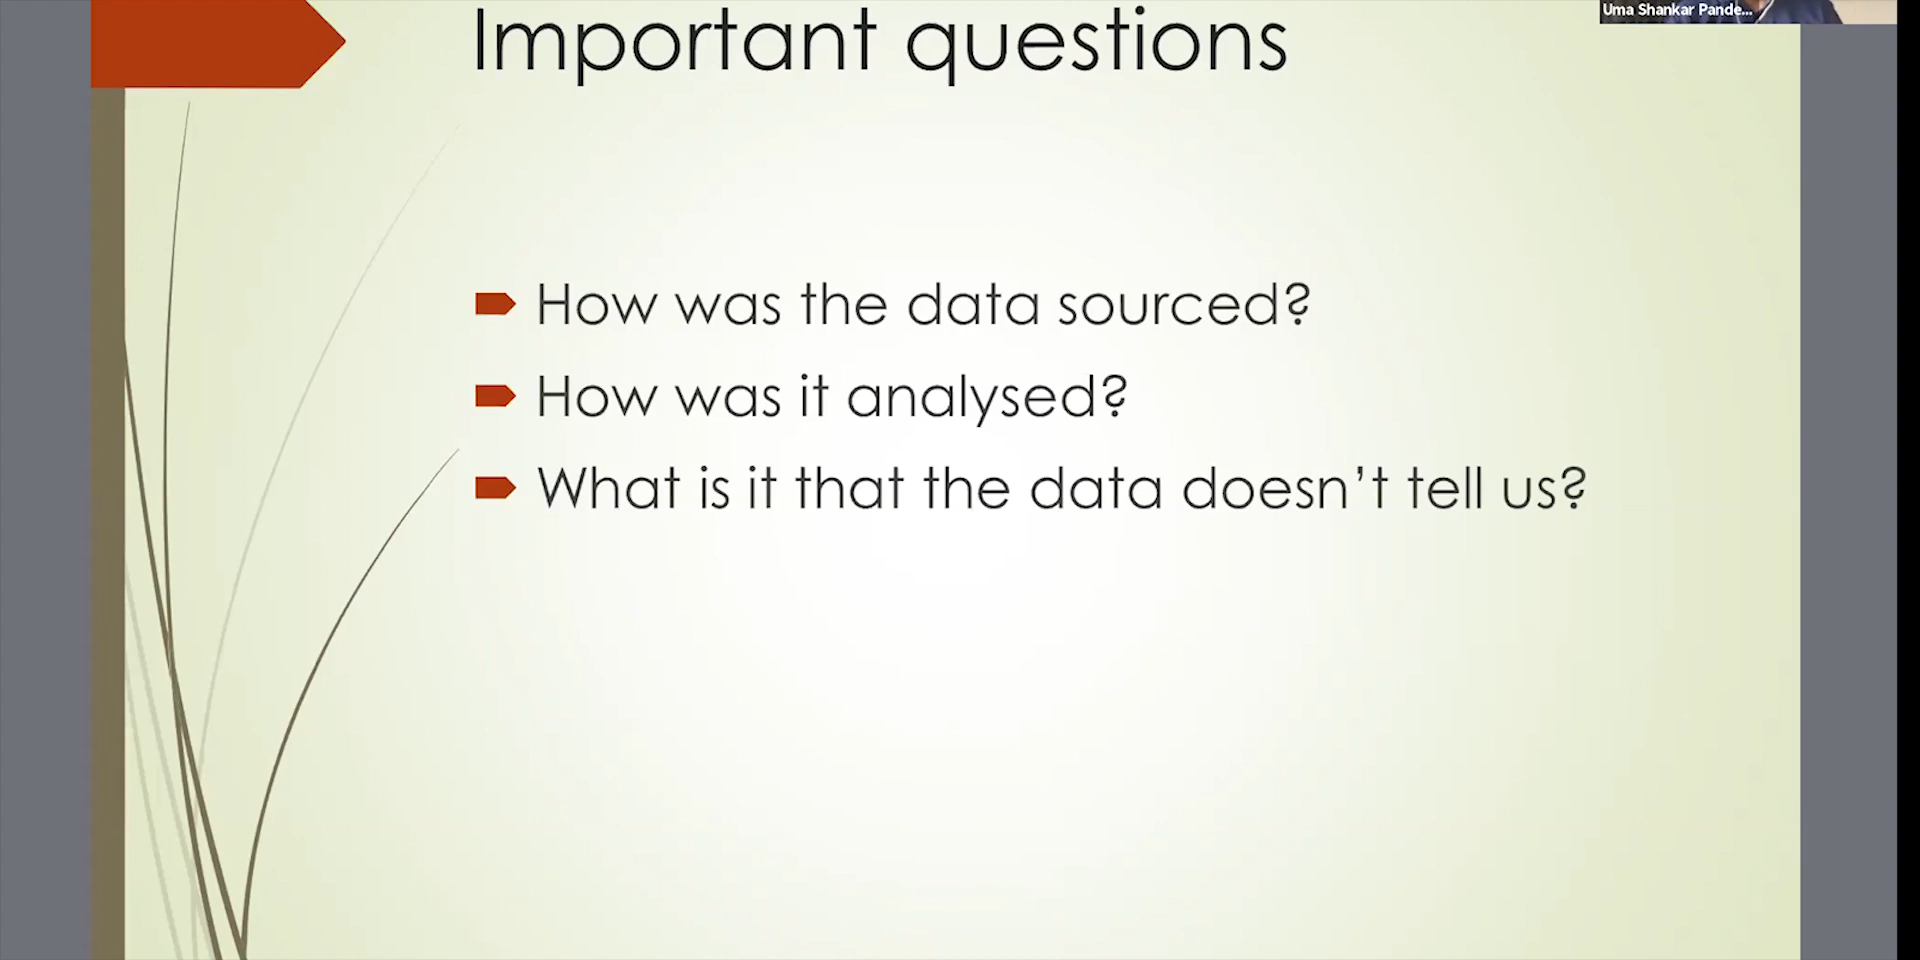 Important questions
Uma Shankar Pande...
How was the data sourced?
How was it analysed?
What is it that the data doesn’t tell us?